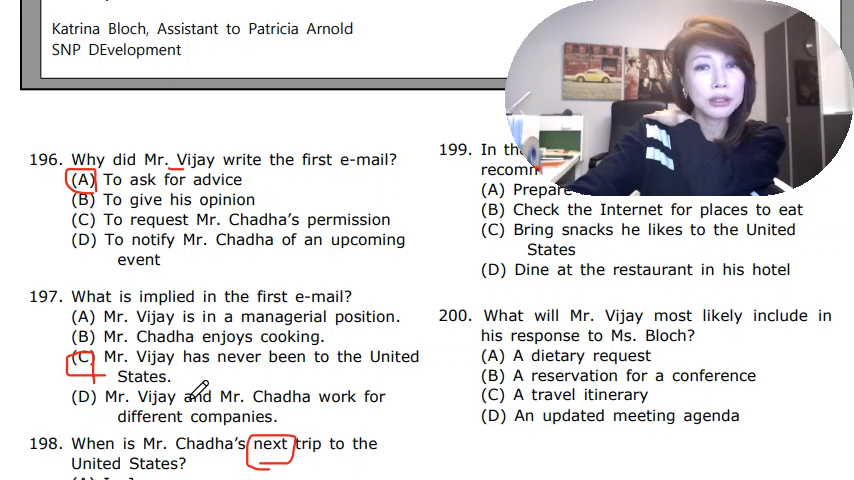 Katrina Bloch, Assistant to Patricia Arnold
SNP DEvelopment
196. Why did Mr. Vijay write the first e-mail?
(A) To ask for advice
(B) To give his opinion
(C) To request Mr. Chadha's permission
(D) To notify Mr. Chadha of an upcoming
event
197. What is implied in the first e-mail?
(A) Mr. Vijay is in a managerial position.
(B) Mr. Chadha enjoys cooking.
(C) Mr. Vijay has never been to the United
States.
(D) Mr. Vijay and Mr. Chadha work for
different companies.
198. When is Mr. Chadha's next trip to the
United States?
199. In
(A) Prepare
(B) Check the Internet for places to eat
(C) Bring snacks he likes to the United
States
(D) Dine at the restaurant in his hotel
200. What will Mr. Vijay most likely include in
his response to Ms. Bloch?
(A) A dietary request
(B) A reservation for a conference
(C) A travel itinerary
(D) An updated meeting agenda